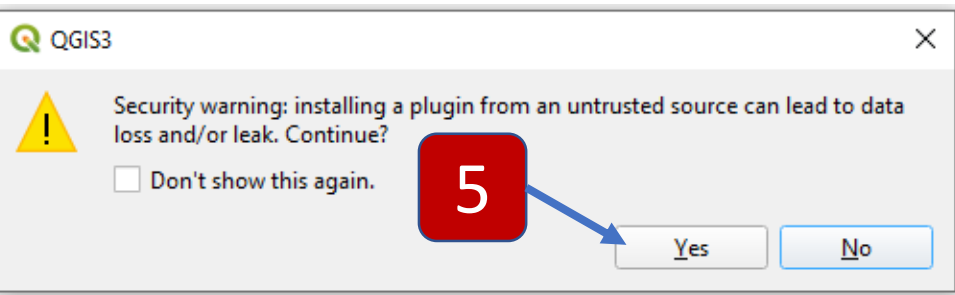 QGIS3
Security warning: installing a plugin from an untrusted source can lead to data
loss and/or leak. Continue?
Don't show this again.
5
Yes
No